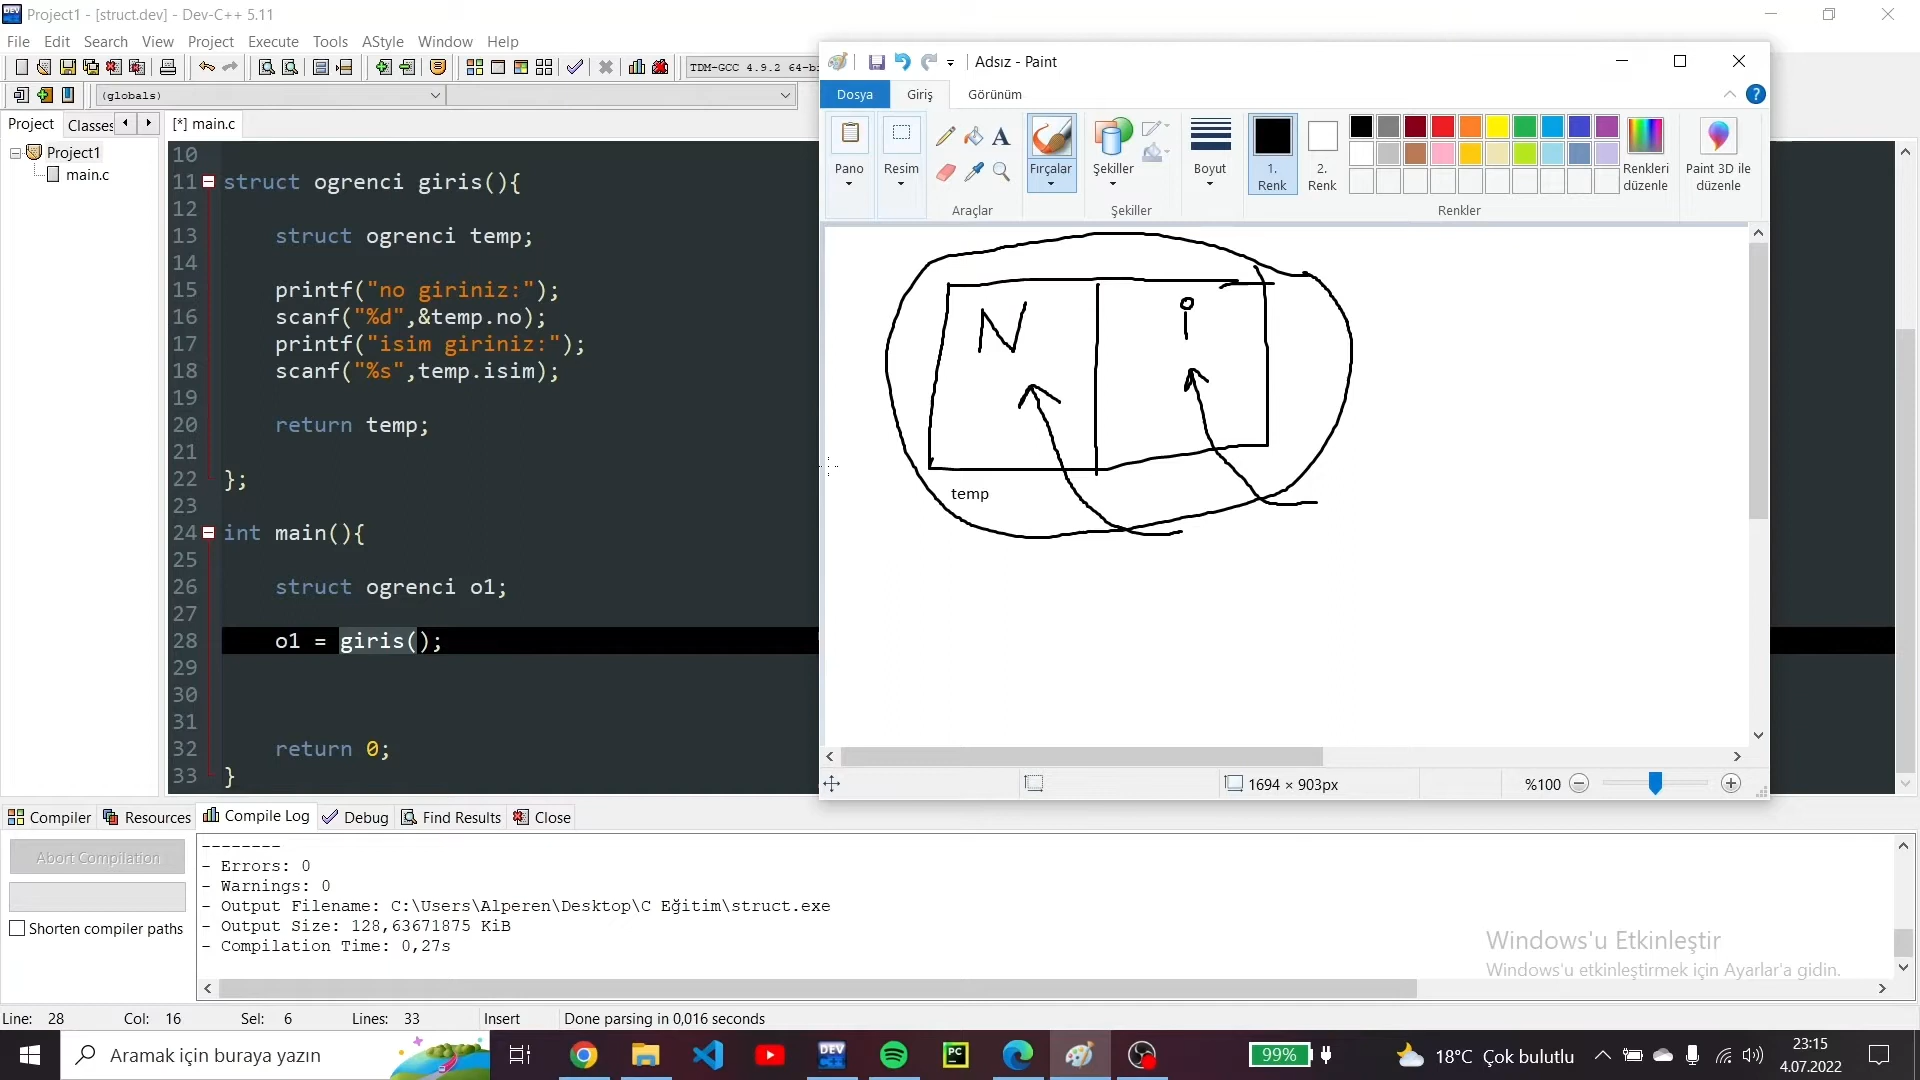 Project1 - [struct.dev] - Dev-C++ 5.11
File Edit Search View Project Execute Tools AStyle Window Help
TDM-GCC 4.9.2 64-bi
(globals)
Project Classes
[*] main.c
Project1
main.c
10
11 struct ogrenci giris(){
12
13 struct ogrenci temp;
14
15 printf("no giriniz:");
16 scanf("%d",&temp.no);
17 printf("isim giriniz:");
18 scanf("%s",temp.isim);
19
20 return temp;
21
22 };
23
24 int main(){
25
26 struct ogrenci o1;
27
28 o1 = giris();
29
30
31
32 return 0;
33 }
Adsız - Paint
Dosya Giriş Görünüm
Pano
Resim
Araçlar
Fırçalar
Şekiller
Şekiller
Boyut
1. Renk
2. Renk
Renkleri düzenle
Renkler
Paint 3D ile düzenle
N i
temp
1694 × 903px
%100
Compiler Resources Compile Log Debug Find Results Close
Abort Compilation
Shorten compiler paths
--------
- Errors: 0
- Warnings: 0
- Output Filename: C:\Users\Alperen\Desktop\C Eğitim\struct.exe
- Output Size: 128,63671875 KiB
- Compilation Time: 0,27s
Windows'u Etkinleştir
Windows'u etkinleştirmek için Ayarlar'a gidin.
Line: 28 Col: 16 Sel: 6 Lines: 33 Insert Done parsing in 0,016 seconds
Aramak için buraya yazın
DEV
PC
99%
18°C Çok bulutlu
23:15
4.07.2022